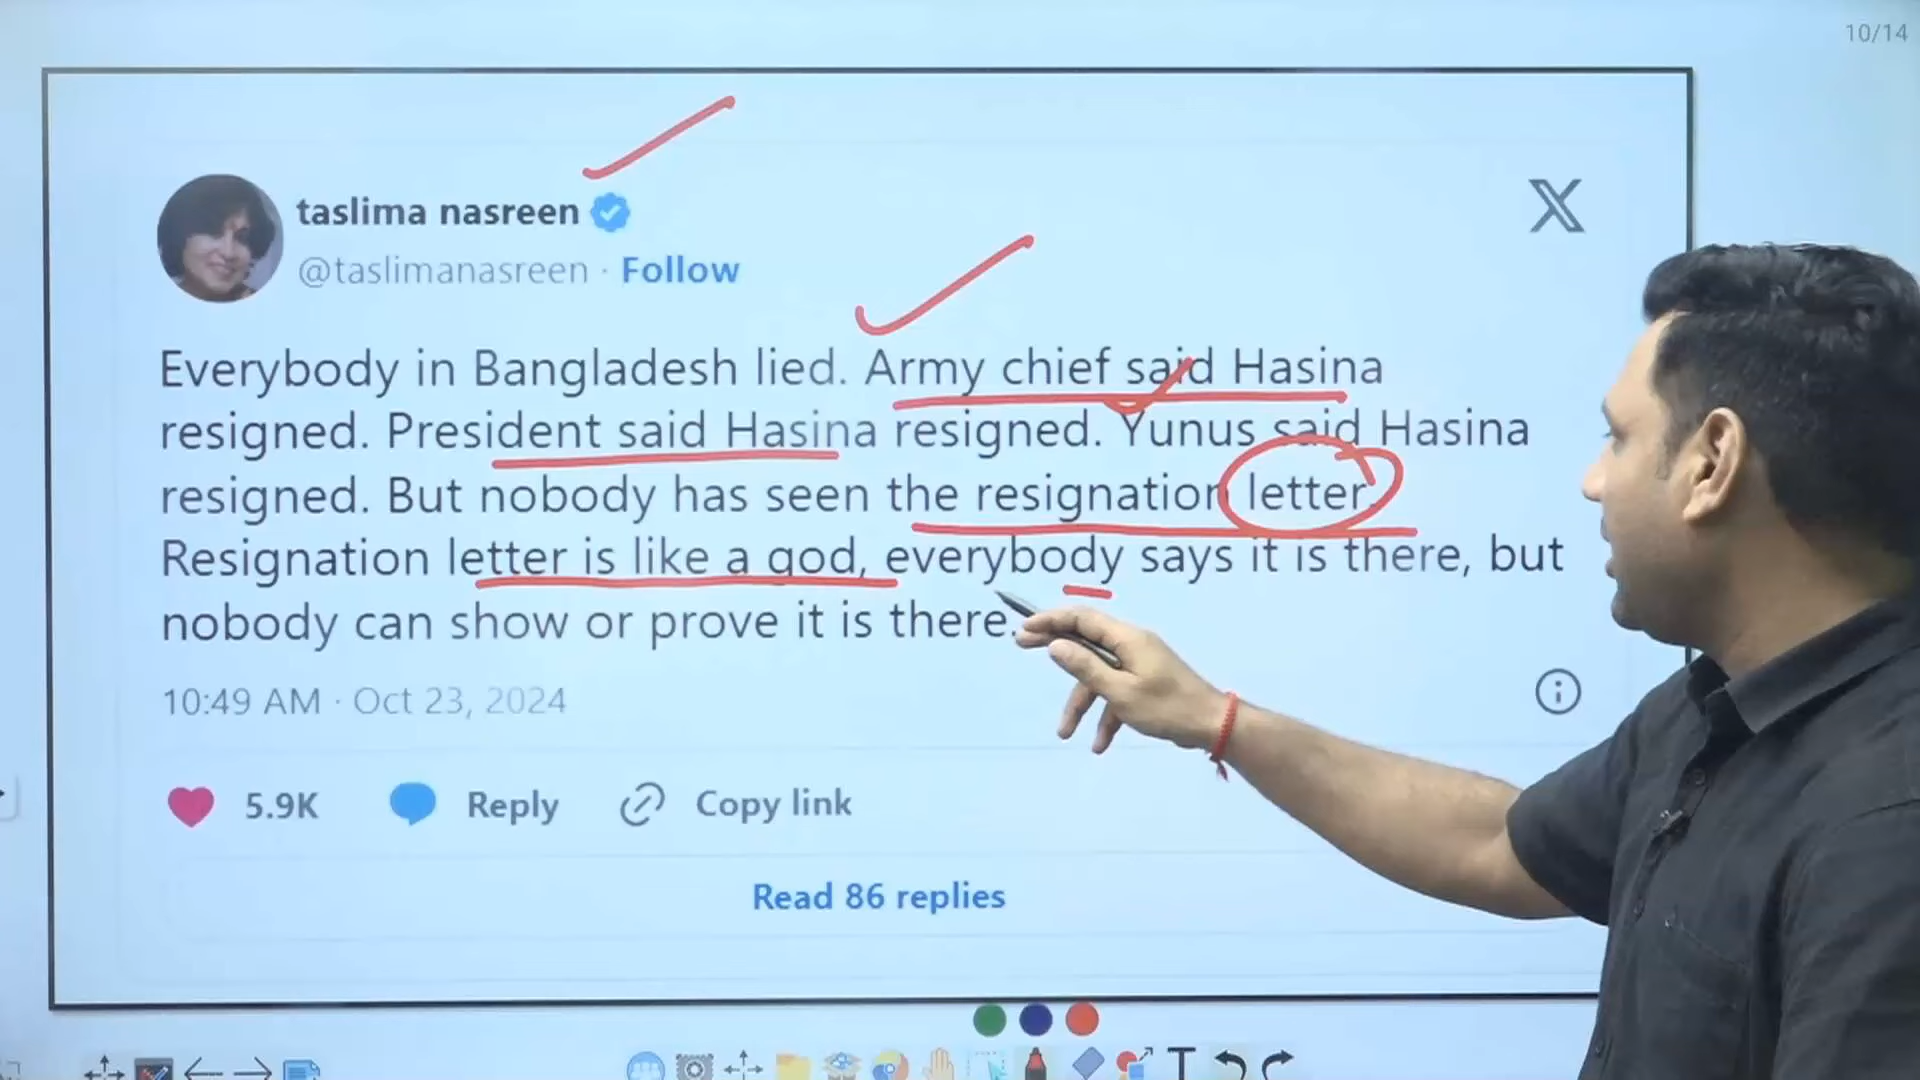 10/14
taslima nasreen
@taslimanasreen · Follow
Everybody in Bangladesh lied. Army chief said Hasina
resigned. President said Hasina resigned. Yunus said Hasina
resigned. But nobody has seen the resignation letter.
Resignation letter is like a god, everybody says it is there, but
nobody can show or prove it is there.
10:49 AM · Oct 23, 2024
5.9K Reply Copy link
Read 86 replies